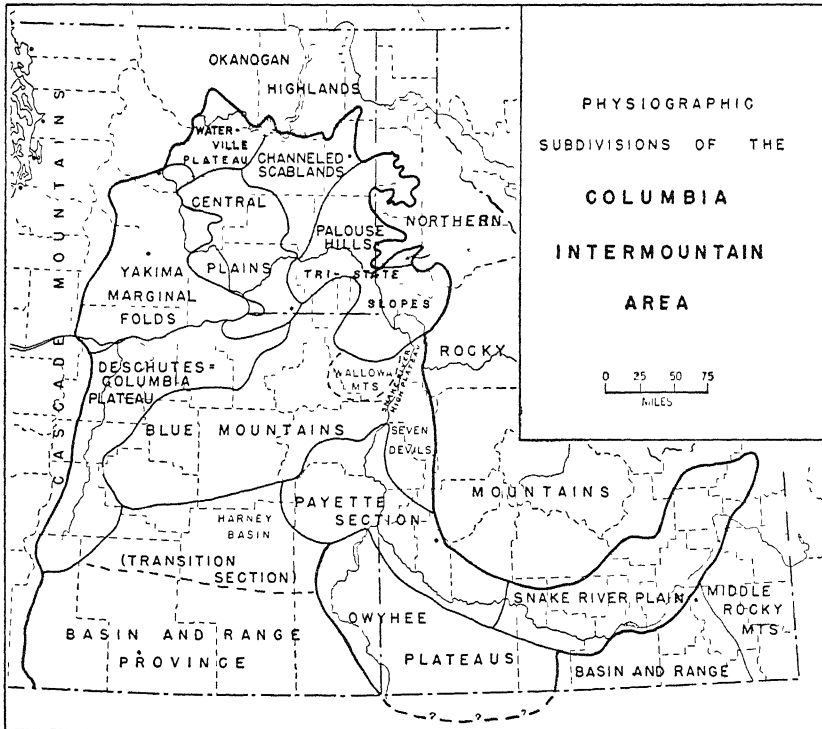 PHYSIOGRAPHIC
SUBDIVISIONS OF THE
COLUMBIA
INTERMOUNTAIN
AREA
0 25 50 75
MILES
OKANOGAN
HIGHLANDS
WATER-
VILLE
PLATEAU
CHANNELED
SCABLANDS
CENTRAL
PLAINS
PALOUSE
HILLS
NORTHERN
ROCKY
MOUNTAINS
TRI-STATE
SLOPES
YAKIMA
MARGINAL
FOLDS
CASCADE MOUNTAINS
DESCHUTES=
COLUMBIA
PLATEAU
WALLOWA
MTS
SNAKE RIVER
HIGH PLATEAU
BLUE MOUNTAINS
SEVEN
DEVILS
PAYETTE
SECTION
HARNEY
BASIN
(TRANSITION
SECTION)
SNAKE RIVER PLAIN
MIDDLE
ROCKY
MTS
OWYHEE
PLATEAUS
BASIN AND RANGE
PROVINCE
BASIN AND RANGE
? ? ?